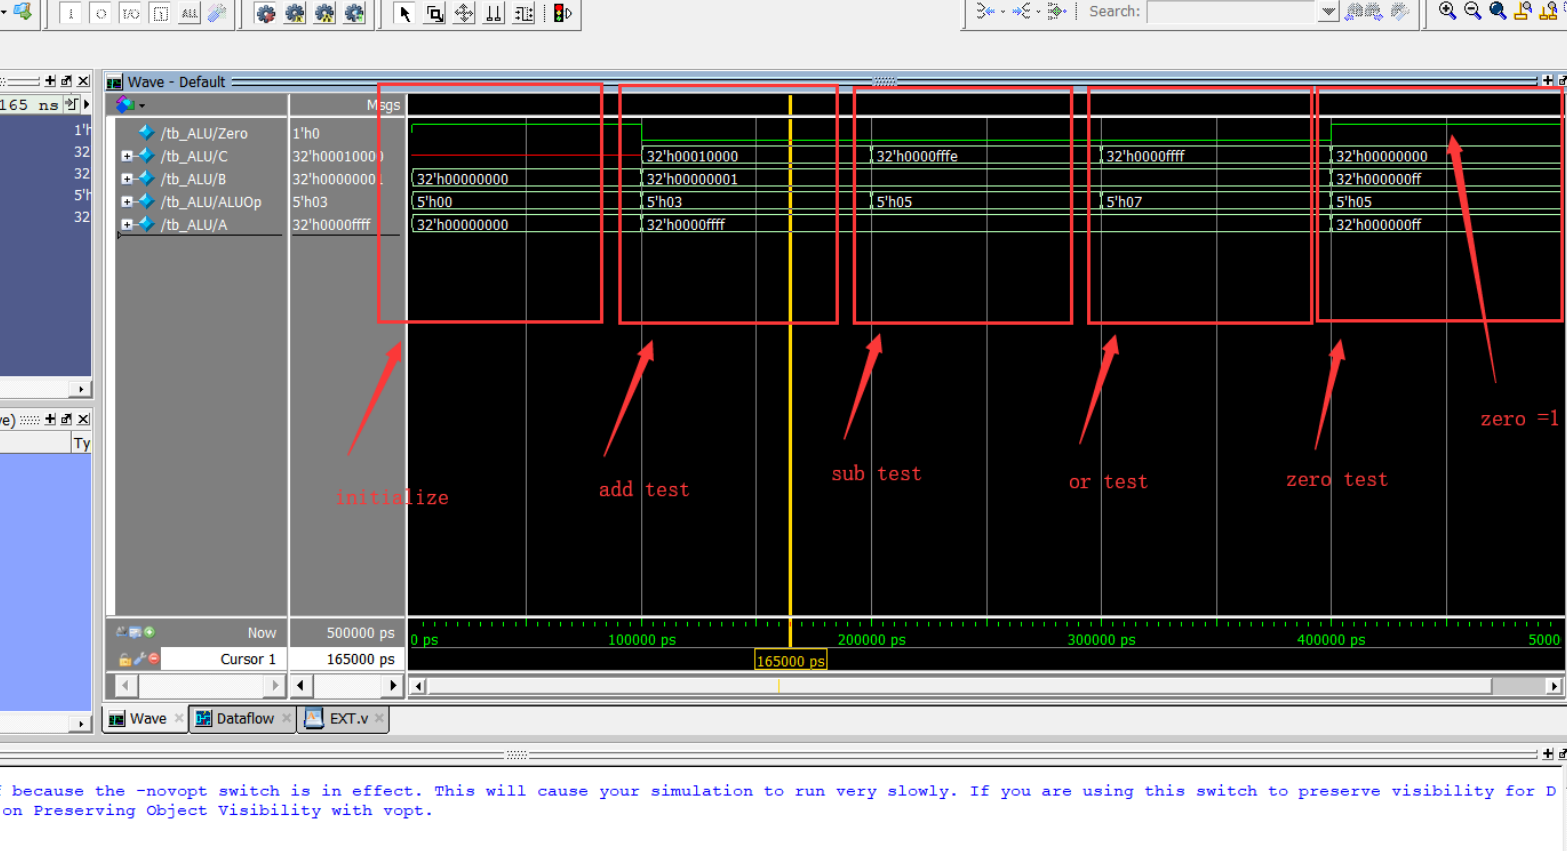 1 O I/O ALL
Search:
Wave - Default
165 ns
Msgs
/tb_ALU/Zero 1'h0
/tb_ALU/C 32'h00010000 32'h00010000 32'h0000fffe 32'h0000ffff 32'h00000000
/tb_ALU/B 32'h00000001 32'h00000000 32'h00000001 32'h000000ff
/tb_ALU/ALUOp 5'h03 5'h00 5'h03 5'h05 5'h07 5'h05
/tb_ALU/A 32'h0000ffff 32'h00000000 32'h0000ffff 32'h000000ff
1'h
32
32
5'h
32
zero =1
initialize
add test
sub test
or test
zero test
ve)
Ty
Now 500000 ps 0 ps 100000 ps 200000 ps 300000 ps 400000 ps 5000
Cursor 1 165000 ps 165000 ps
Wave Dataflow EXT.v
because the -novopt switch is in effect. This will cause your simulation to run very slowly. If you are using this switch to preserve visibility for D
on Preserving Object Visibility with vopt.